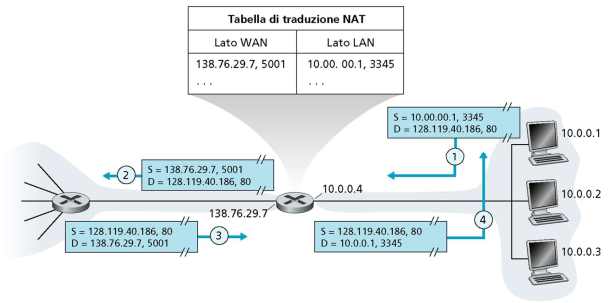 Tabella di traduzione NAT
Lato WAN
Lato LAN
138.76.29.7, 5001
10.00. 00.1, 3345
. . .
. . .
S = 10.00.00.1, 3345
D = 128.119.40.186, 80
1
10.0.0.1
S = 138.76.29.7, 5001
D = 128.119.40.186, 80
2
10.0.0.4
10.0.0.2
138.76.29.7
S = 128.119.40.186, 80
D = 138.76.29.7, 5001
3
S = 128.119.40.186, 80
D = 10.0.0.1, 3345
4
10.0.0.3